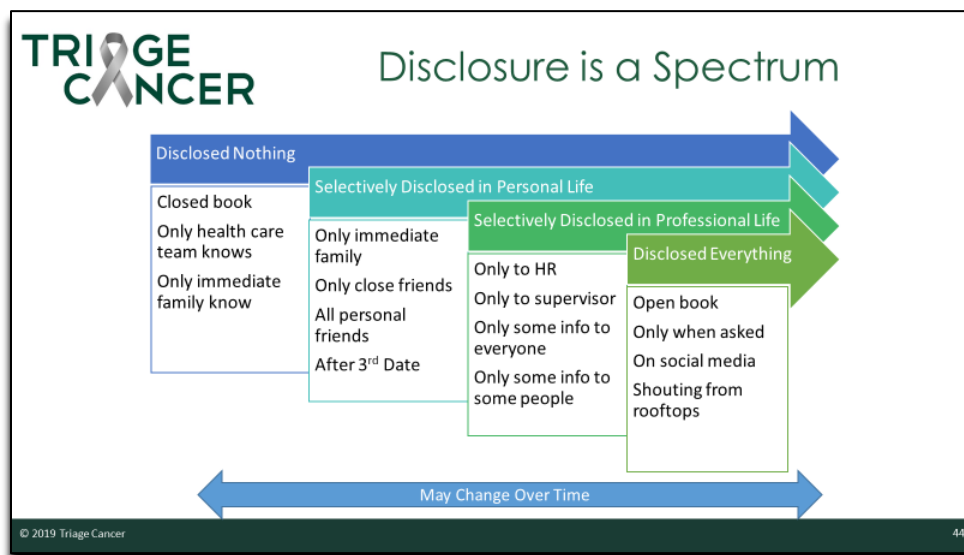 TRIAGE
CANCER
Disclosure is a Spectrum
Disclosed Nothing
Closed book
Only health care
team knows
Only immediate
family know
Selectively Disclosed in Personal Life
Only immediate
family
Only close friends
All personal
friends
After 3rd Date
Selectively Disclosed in Professional Life
Only to HR
Only to supervisor
Only some info to
everyone
Only some info to
some people
Disclosed Everything
Open book
Only when asked
On social media
Shouting from
rooftops
May Change Over Time
© 2019 Triage Cancer
44